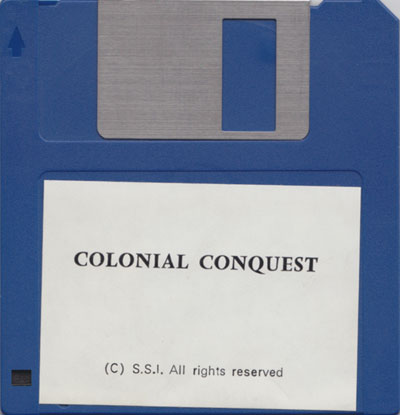 COLONIAL CONQUEST
(C) S.S.I. All rights reserved